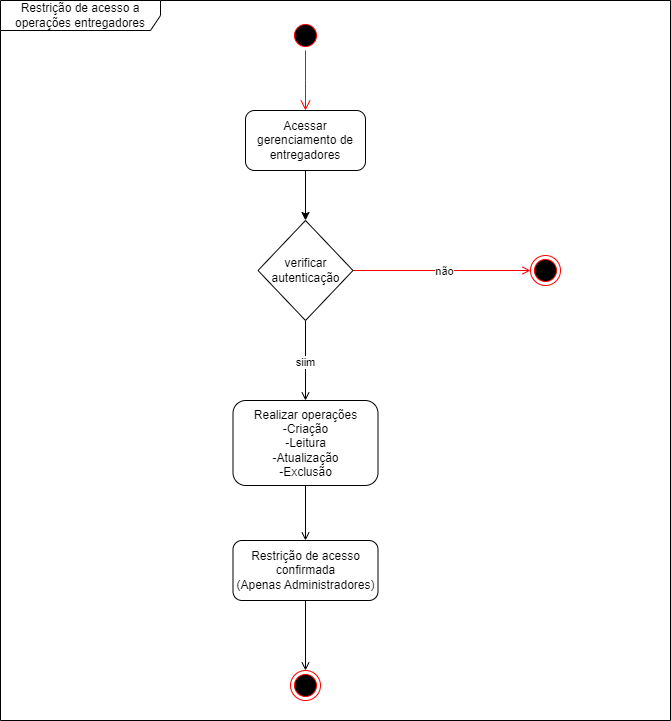 Restrição de acesso a
operações entregadores
Acessar
gerenciamento de
entregadores
verificar
autenticação
não
siim
Realizar operações
-Criação
-Leitura
-Atualização
-Exclusão
Restrição de acesso
confirmada
(Apenas Administradores)